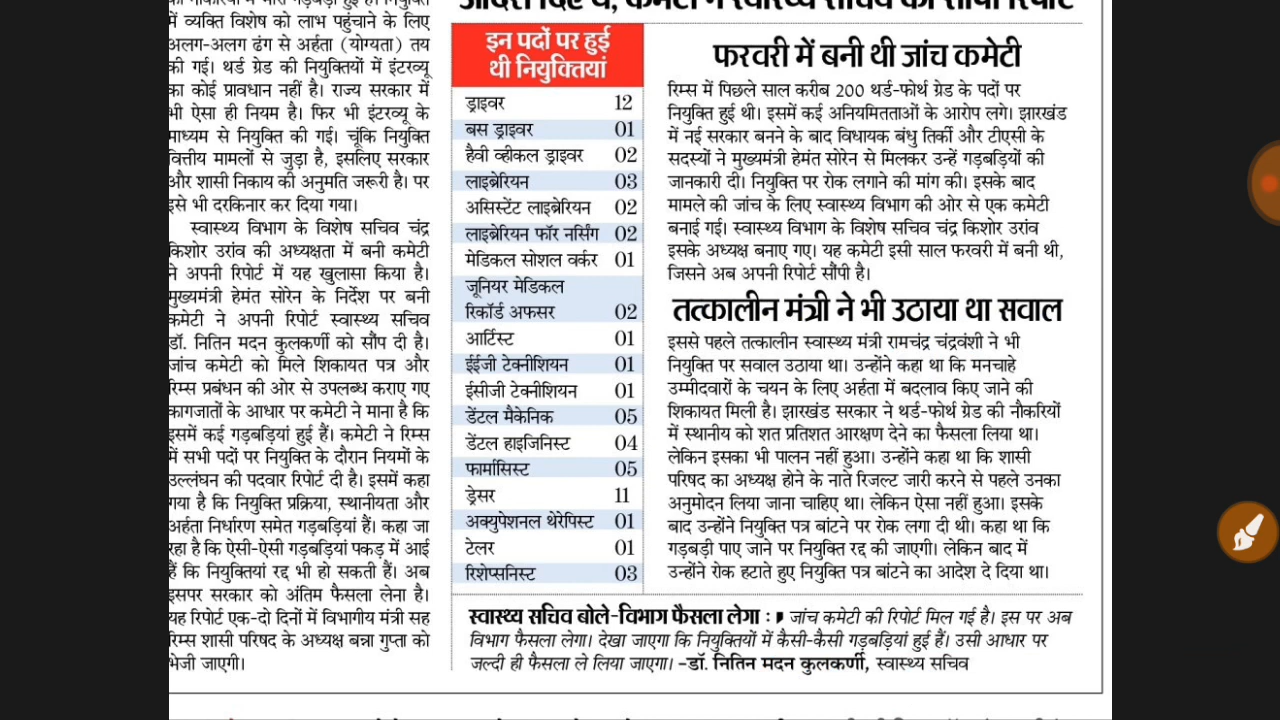 में व्यक्ति विशेष को लाभ पहुंचाने के लिए
अलग-अलग ढंग से अर्हता (योग्यता) तय
की गई। थर्ड ग्रेड की नियुक्तियों में इंटरव्यू
का कोई प्रावधान नहीं है। राज्य सरकार में
भी ऐसा ही नियम है। फिर भी इंटरव्यू के
माध्यम से नियुक्ति की गई। चूंकि नियुक्ति
वित्तीय मामलों से जुड़ा है, इसलिए सरकार
और शासी निकाय की अनुमति जरूरी है। पर
इसे भी दरकिनार कर दिया गया।
स्वास्थ्य विभाग के विशेष सचिव चंद्र
किशोर उरांव की अध्यक्षता में बनी कमेटी
ने अपनी रिपोर्ट में यह खुलासा किया है।
मुख्यमंत्री हेमंत सोरेन के निर्देश पर बनी
कमेटी ने अपनी रिपोर्ट स्वास्थ्य सचिव
डॉ. नितिन मदन कुलकर्णी को सौंप दी है।
जांच कमेटी को मिले शिकायत पत्र और
रिम्स प्रबंधन की ओर से उपलब्ध कराए गए
कागजातों के आधार पर कमेटी ने माना है कि
इसमें कई गड़बड़ियां हुई हैं। कमेटी ने रिम्स
में सभी पदों पर नियुक्ति के दौरान नियमों के
उल्लंघन की पदवार रिपोर्ट दी है। इसमें कहा
गया है कि नियुक्ति प्रक्रिया, स्थानीयता और
अर्हता निर्धारण समेत गड़बड़ियां हैं। कहा जा
रहा है कि ऐसी-ऐसी गड़बड़ियां पकड़ में आई
हैं कि नियुक्तियां रद्द भी हो सकती हैं। अब
इसपर सरकार को अंतिम फैसला लेना है।
यह रिपोर्ट एक-दो दिनों में विभागीय मंत्री सह
रिम्स शासी परिषद के अध्यक्ष बन्ना गुप्ता को
भेजी जाएगी।
आदेश दिए थे, कमेटी ने स्वास्थ्य सचिव को सौंपी रिपोर्ट
इन पदों पर हुई
थी नियुक्तियां
ड्राइवर 12
बस ड्राइवर 01
हैवी व्हीकल ड्राइवर 02
लाइब्रेरियन 03
असिस्टेंट लाइब्रेरियन 02
लाइब्रेरियन फॉर नर्सिंग 02
मेडिकल सोशल वर्कर 01
जूनियर मेडिकल
रिकॉर्ड अफसर 02
आर्टिस्ट 01
ईईजी टेक्नीशियन 01
ईसीजी टेक्नीशियन 01
डेंटल मैकेनिक 05
डेंटल हाइजिनिस्ट 04
फार्मासिस्ट 05
ड्रेसर 11
अक्युपेशनल थेरेपिस्ट 01
टेलर 01
रिशेप्सनिस्ट 03
फरवरी में बनी थी जांच कमेटी
रिम्स में पिछले साल करीब 200 थर्ड-फोर्थ ग्रेड के पदों पर
नियुक्ति हुई थी। इसमें कई अनियमितताओं के आरोप लगे। झारखंड
में नई सरकार बनने के बाद विधायक बंधु तिर्की और टीएसी के
सदस्यों ने मुख्यमंत्री हेमंत सोरेन से मिलकर उन्हें गड़बड़ियों की
जानकारी दी। नियुक्ति पर रोक लगाने की मांग की। इसके बाद
मामले की जांच के लिए स्वास्थ्य विभाग की ओर से एक कमेटी
बनाई गई। स्वास्थ्य विभाग के विशेष सचिव चंद्र किशोर उरांव
इसके अध्यक्ष बनाए गए। यह कमेटी इसी साल फरवरी में बनी थी,
जिसने अब अपनी रिपोर्ट सौंपी है।
तत्कालीन मंत्री ने भी उठाया था सवाल
इससे पहले तत्कालीन स्वास्थ्य मंत्री रामचंद्र चंद्रवंशी ने भी
नियुक्ति पर सवाल उठाया था। उन्होंने कहा था कि मनचाहे
उम्मीदवारों के चयन के लिए अर्हता में बदलाव किए जाने की
शिकायत मिली है। झारखंड सरकार ने थर्ड-फोर्थ ग्रेड की नौकरियों
में स्थानीय को शत प्रतिशत आरक्षण देने का फैसला लिया था।
लेकिन इसका भी पालन नहीं हुआ। उन्होंने कहा था कि शासी
परिषद का अध्यक्ष होने के नाते रिजल्ट जारी करने से पहले उनका
अनुमोदन लिया जाना चाहिए था। लेकिन ऐसा नहीं हुआ। इसके
बाद उन्होंने नियुक्ति पत्र बांटने पर रोक लगा दी थी। कहा था कि
गड़बड़ी पाए जाने पर नियुक्ति रद्द की जाएगी। लेकिन बाद में
उन्होंने रोक हटाते हुए नियुक्ति पत्र बांटने का आदेश दे दिया था।
स्वास्थ्य सचिव बोले-विभाग फैसला लेगा : जांच कमेटी की रिपोर्ट मिल गई है। इस पर अब
विभाग फैसला लेगा। देखा जाएगा कि नियुक्तियों में कैसी-कैसी गड़बड़ियां हुई हैं। उसी आधार पर
जल्दी ही फैसला ले लिया जाएगा। -डॉ. नितिन मदन कुलकर्णी, स्वास्थ्य सचिव